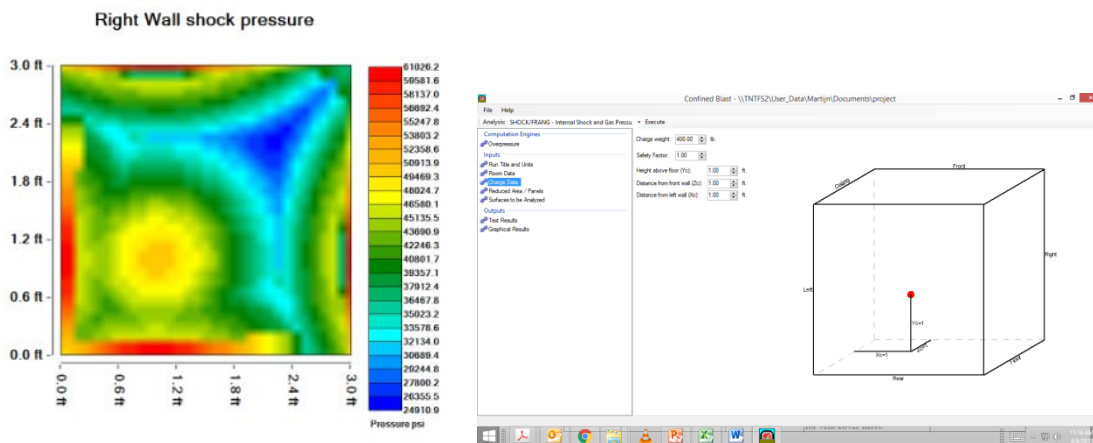 Right Wall shock pressure
3.0 ft
2.4 ft
1.8 ft
1.2 ft
0.6 ft
0.0 ft
0.0 ft
0.6 ft
1.2 ft
1.8 ft
2.4 ft
3.0 ft
61026.2
59581.6
58137.0
56692.4
55247.8
53803.2
52358.6
50913.9
49469.3
48024.7
46580.1
45135.5
43690.9
42246.3
40801.7
39357.1
37912.4
36467.8
35023.2
33578.6
32134.0
30689.4
29244.8
27800.2
26355.5
24910.9
Pressure psi
Confined Blast - \\TNTFS2\User_Data\Martijn\Documents\project
File Help
Analysis: SHOCK/FRANG - Internal Shock and Gas Pressu Execute
Computation Engines
Overpressure
Inputs
Run Title and Units
Room Data
Charge Data
Reduced Area / Panels
Surfaces to be Analyzed
Outputs
Text Results
Graphical Results
Charge weight: 400.00 lb.
Safety Factor: 1.00
Height above floor (Yc): 1.00 ft.
Distance from front wall (Zc): 1.00 ft.
Distance from left wall (Xc): 1.00 ft.
Front
Ceiling
Right
Left
Yc=1
Xc=1
Rear
Floor